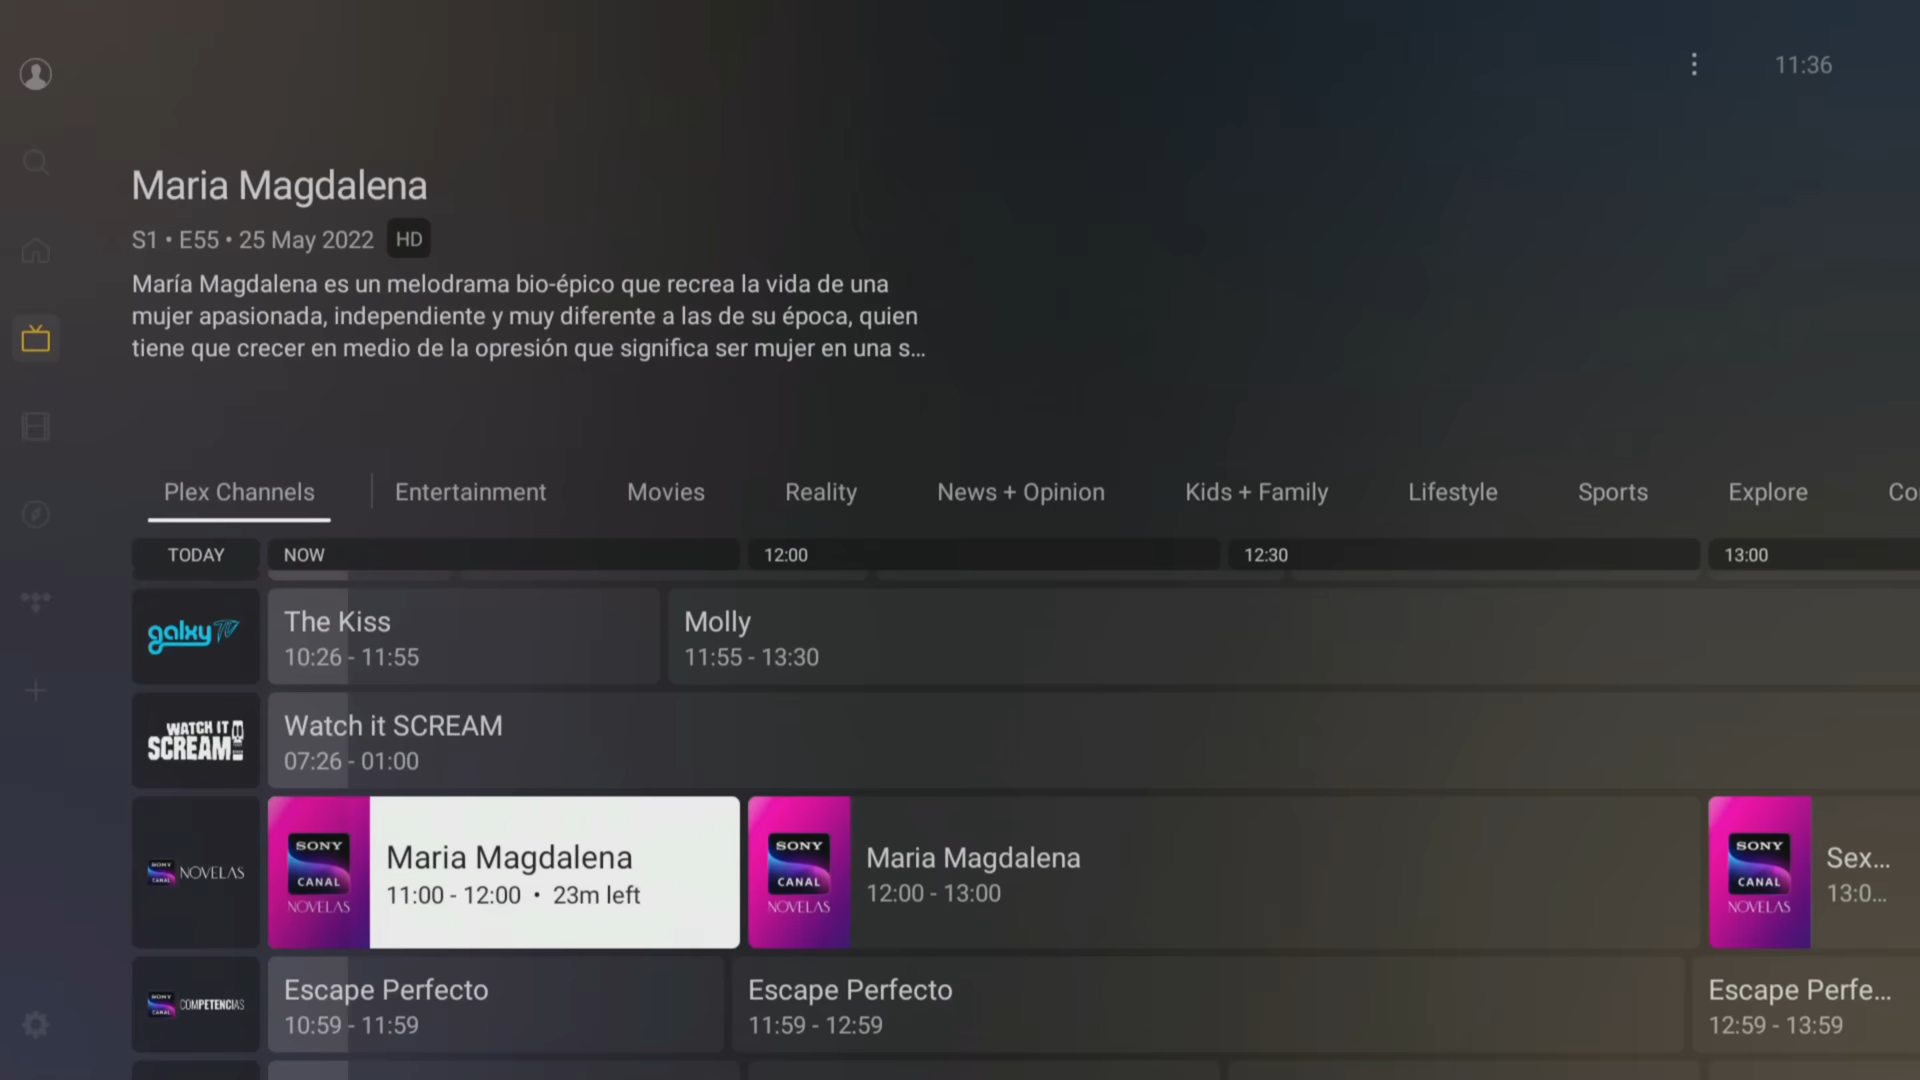 11:36
Maria Magdalena
S1 • E55 • 25 May 2022 HD
María Magdalena es un melodrama bio-épico que recrea la vida de una
mujer apasionada, independiente y muy diferente a las de su época, quien
tiene que crecer en medio de la opresión que significa ser mujer en una s...
Plex Channels Entertainment Movies Reality News + Opinion Kids + Family Lifestyle Sports Explore Co
TODAY NOW 12:00 12:30 13:00
galxy TV
The Kiss
10:26 - 11:55
Molly
11:55 - 13:30
WATCH IT
SCREAM!
Watch it SCREAM
07:26 - 01:00
SONY
CANAL
NOVELAS
SONY
CANAL
NOVELAS
Maria Magdalena
11:00 - 12:00 • 23m left
SONY
CANAL
NOVELAS
Maria Magdalena
12:00 - 13:00
SONY
CANAL
NOVELAS
Sex...
13:0...
SONY
CANAL
COMPETENCIAS
Escape Perfecto
10:59 - 11:59
Escape Perfecto
11:59 - 12:59
Escape Perfe...
12:59 - 13:59